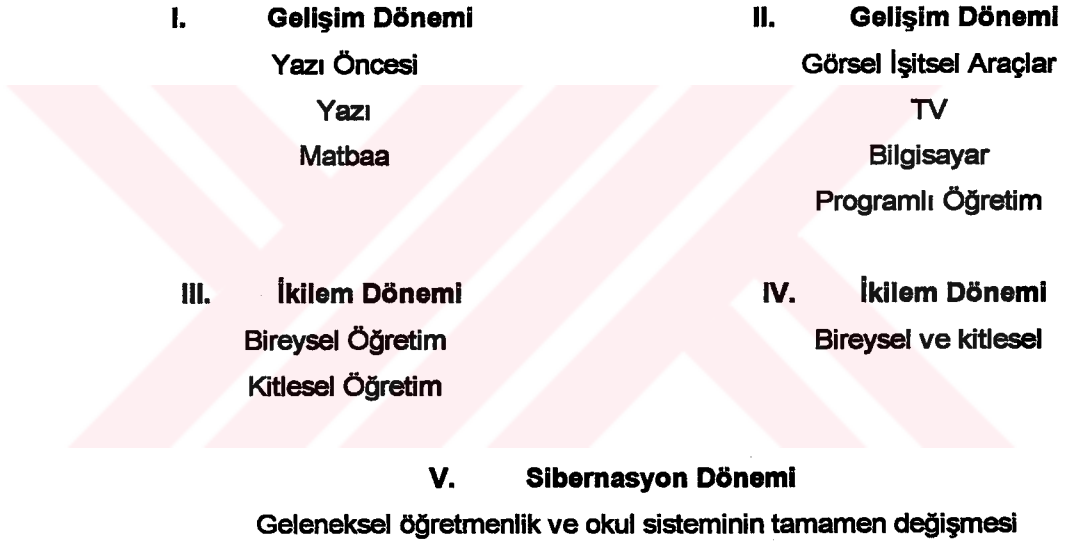 I. Gelişim Dönemi
Yazı Öncesi
Yazı
Matbaa
II. Gelişim Dönemi
Görsel İşitsel Araçlar
TV
Bilgisayar
Programlı Öğretim
III. İkilem Dönemi
Bireysel Öğretim
Kitlesel Öğretim
IV. İkilem Dönemi
Bireysel ve kitlesel
V. Sibernasyon Dönemi
Geleneksel öğretmenlik ve okul sisteminin tamamen değişmesi